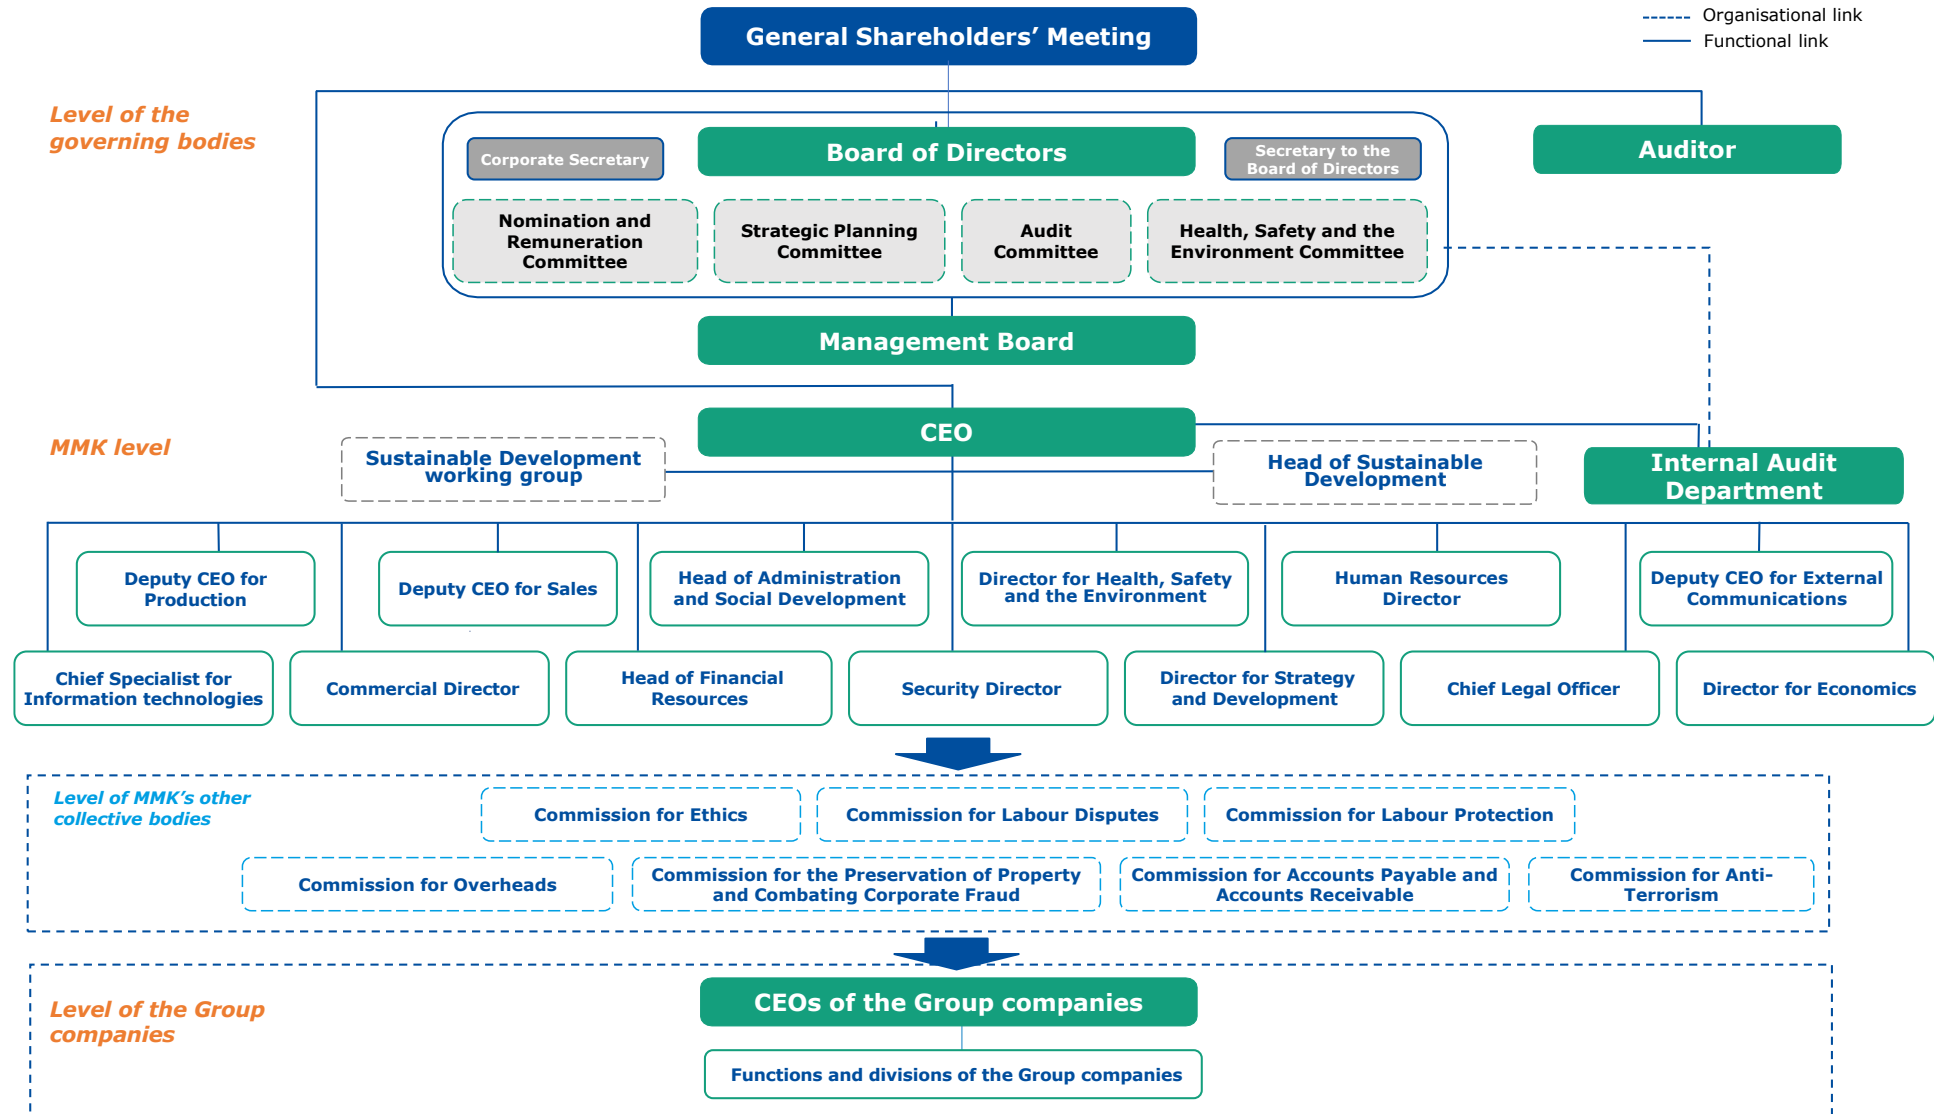 General Shareholders’ Meeting
Organisational link
Functional link
Level of the
governing bodies
Corporate Secretary
Board of Directors
Secretary to the
Board of Directors
Auditor
Nomination and
Remuneration
Committee
Strategic Planning
Committee
Audit
Committee
Health, Safety and the
Environment Committee
Management Board
MMK level
CEO
Sustainable Development
working group
Head of Sustainable
Development
Internal Audit
Department
Deputy CEO for
Production
Deputy CEO for Sales
Head of Administration
and Social Development
Director for Health, Safety
and the Environment
Human Resources
Director
Deputy CEO for External
Communications
Chief Specialist for
Information technologies
Commercial Director
Head of Financial
Resources
Security Director
Director for Strategy
and Development
Chief Legal Officer
Director for Economics
Level of MMK’s other
collective bodies
Commission for Ethics
Commission for Labour Disputes
Commission for Labour Protection
Commission for Overheads
Commission for the Preservation of Property
and Combating Corporate Fraud
Commission for Accounts Payable and
Accounts Receivable
Commission for Anti-
Terrorism
Level of the Group
companies
CEOs of the Group companies
Functions and divisions of the Group companies